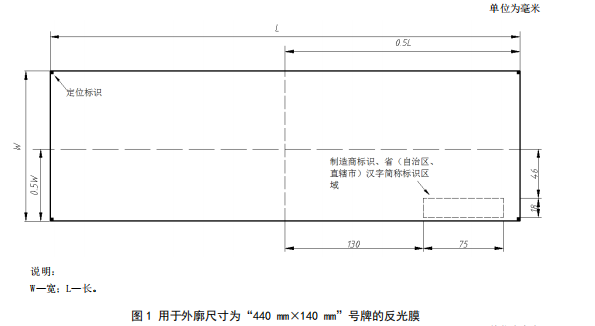 单位为毫米
L
0.5L
定位标识
W
0.5W
制造商标识、省（自治区、
直辖市）汉字简称标识区
域
46
18
130
75
说明：
W—宽；L—长。
图 1 用于外廓尺寸为“440 mm×140 mm”号牌的反光膜